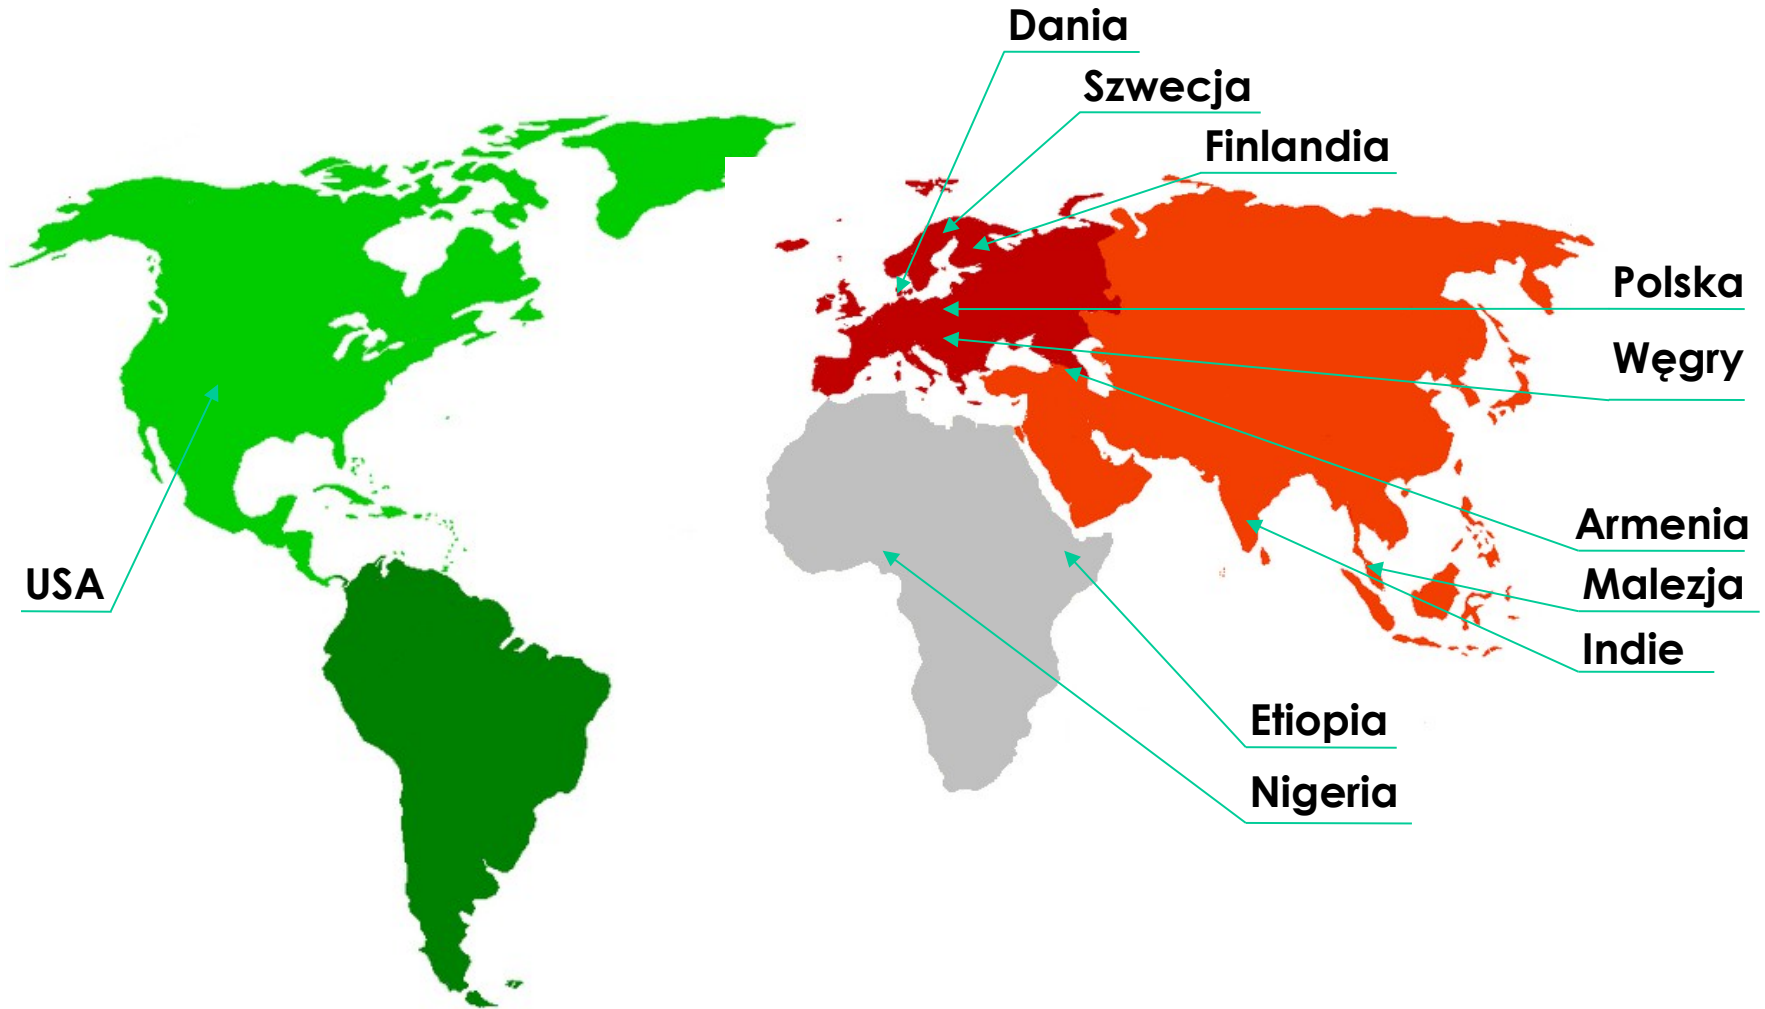 Dania
Szwecja
Finlandia
Polska
Węgry
Armenia
Malezja
USA
Indie
Etiopia
Nigeria